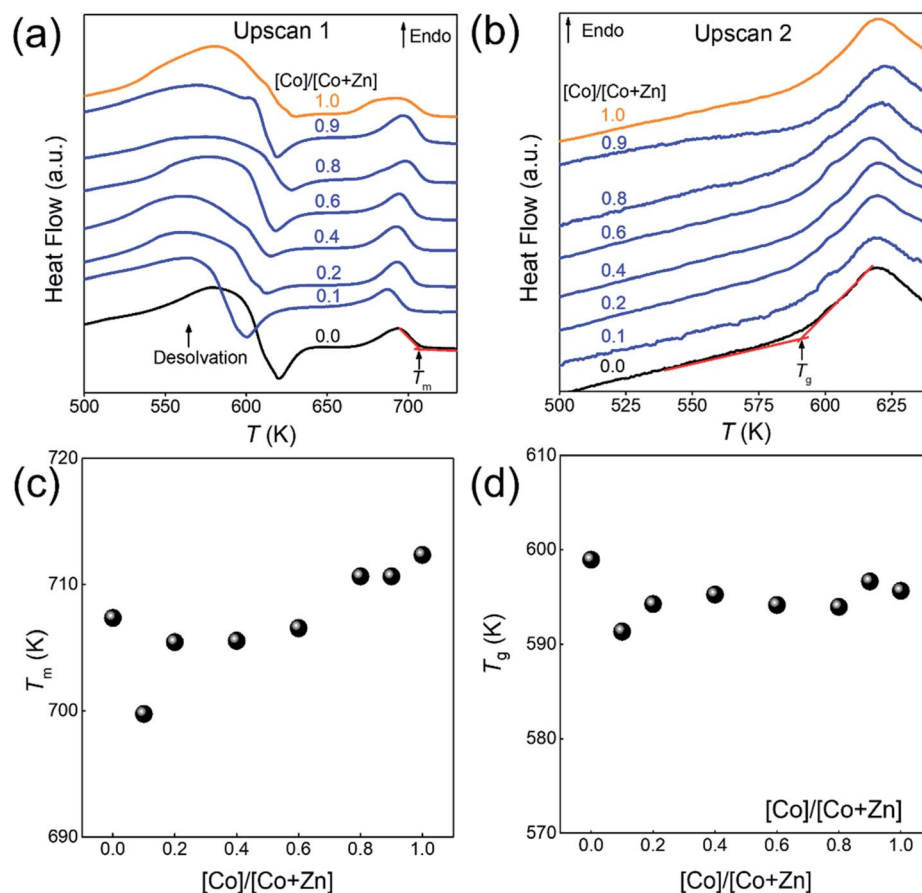 (a)
Upscan 1
Endo
[Co]/[Co+Zn]
1.0
0.9
0.8
0.6
0.4
0.2
0.1
0.0
Desolvation
Tm
Heat Flow (a.u.)
500 550 600 650 700
T (K)
(b)
Endo
Upscan 2
[Co]/[Co+Zn]
1.0
0.9
0.8
0.6
0.4
0.2
0.1
0.0
Tg
Heat Flow (a.u.)
500 525 550 575 600 625
T (K)
(c)
720
710
700
690
Tm (K)
0.0 0.2 0.4 0.6 0.8 1.0
[Co]/[Co+Zn]
(d)
610
600
590
580
570
Tg (K)
[Co]/[Co+Zn]
0.0 0.2 0.4 0.6 0.8 1.0